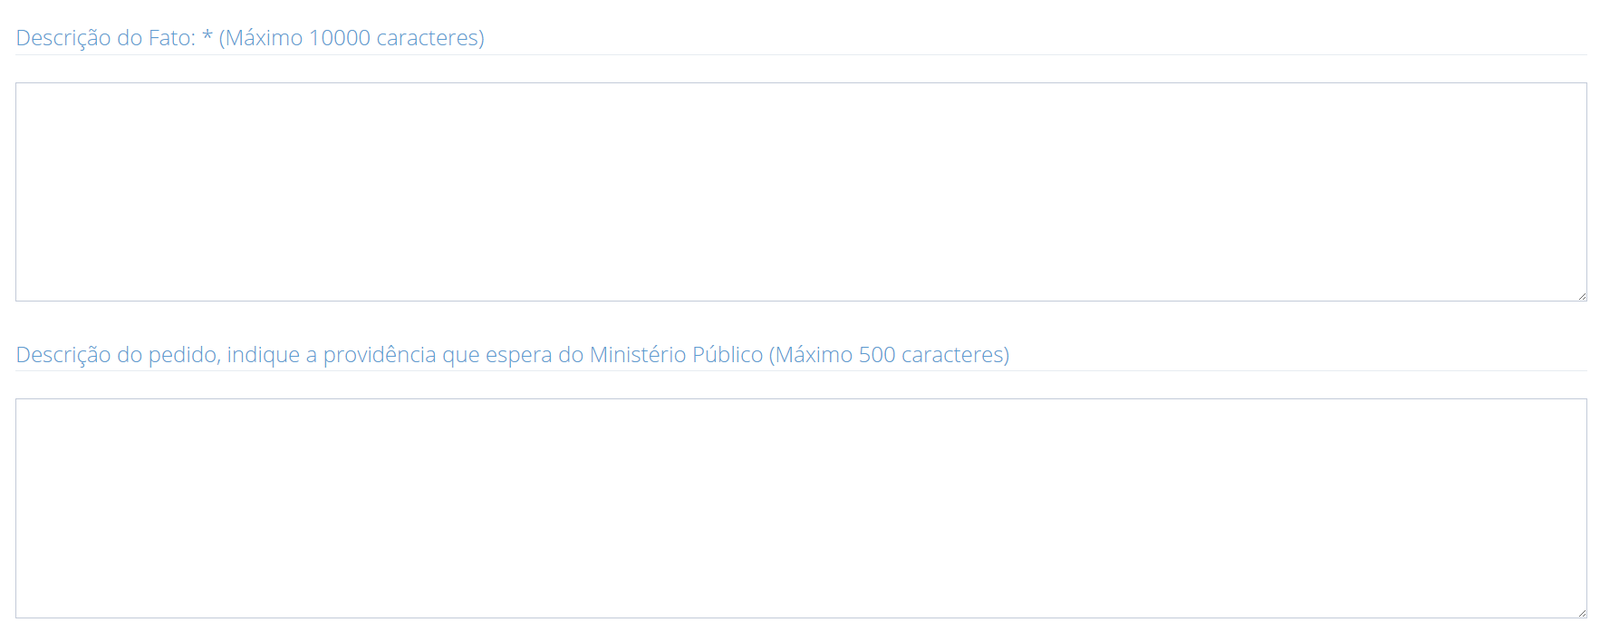 Descrição do Fato: * (Máximo 10000 caracteres)
Descrição do pedido, indique a providência que espera do Ministério Público (Máximo 500 caracteres)